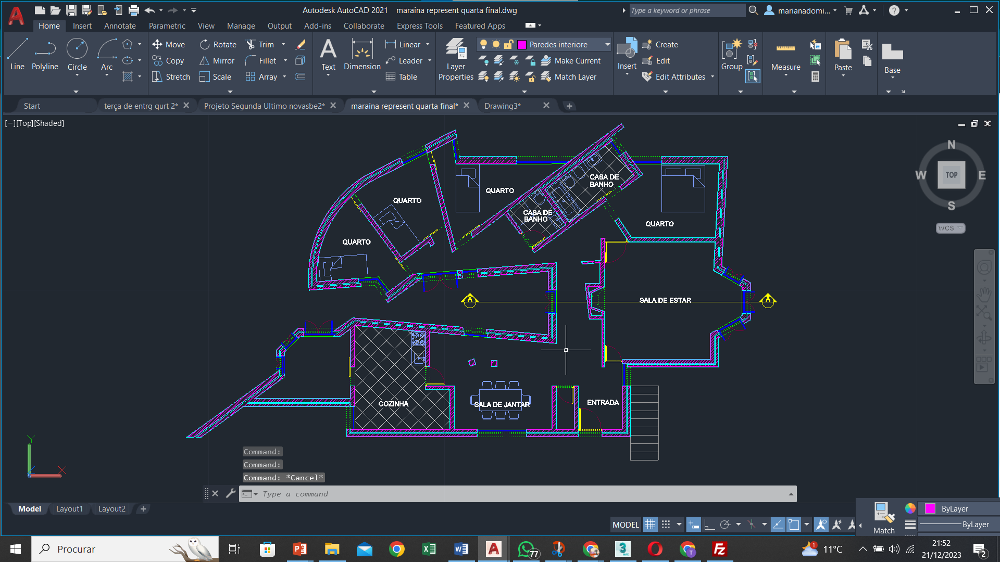 Autodesk AutoCAD 2021 maraina represent quarta final.dwg
Type a keyword or phrase
marianadomi...
Home Insert Annotate Parametric View Manage Output Add-ins Collaborate Express Tools Featured Apps
Line Polyline Circle Arc
Move Rotate Trim
Copy Mirror Fillet
Stretch Scale Array
Text Dimension
Linear
Leader
Table
Layer Properties
Paredes interiore
Make Current
Match Layer
Insert
Create
Edit
Edit Attributes
Group
Measure
Paste
Base
Start
terça de entrg qurt 2*
Projeto Segunda Ultimo novasbe2*
maraina represent quarta final*
Drawing3*
[−][Top][Shaded]
N
W TOP E
S
WCS
CASA DE
BANHO
QUARTO
QUARTO
CASA DE
BANHO
QUARTO
QUARTO
A SALA DE ESTAR A
COZINHA
SALA DE JANTAR
ENTRADA
Y
Z
X
Command:
Command:
Command: *Cancel*
Type a command
Model Layout1 Layout2
MODEL
Match
ByLayer
ByLayer
Procurar
77
3
MAX
T
Fz
1
11°C
21:52
21/12/2023
2